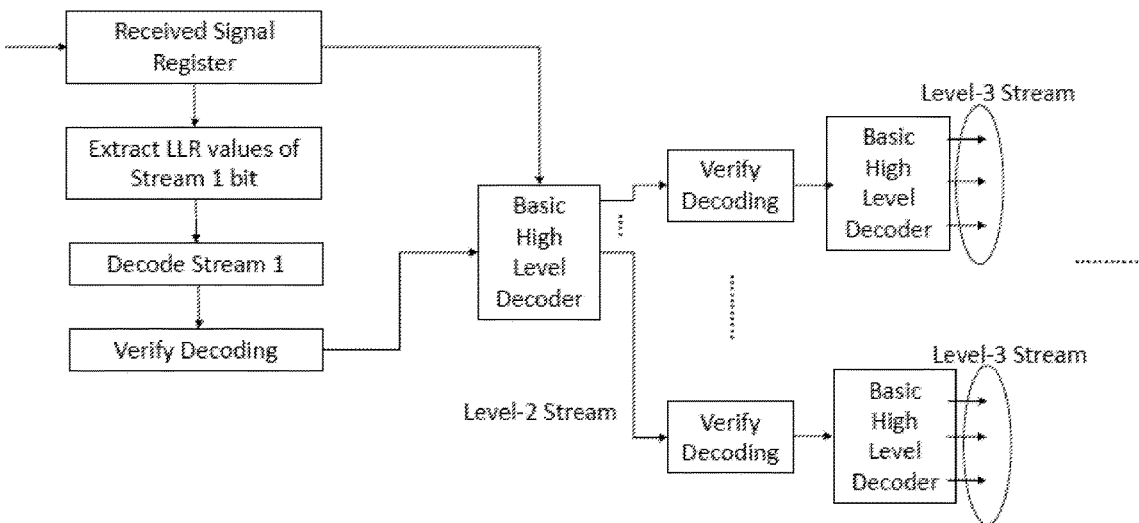 Received Signal
Register
Extract LLR values of
Stream 1 bit
Decode Stream 1
Verify Decoding
Basic
High
Level
Decoder
Level-2 Stream
Verify
Decoding
Basic
High
Level
Decoder
Level-3 Stream
Verify
Decoding
Basic
High
Level
Decoder
Level-3 Stream